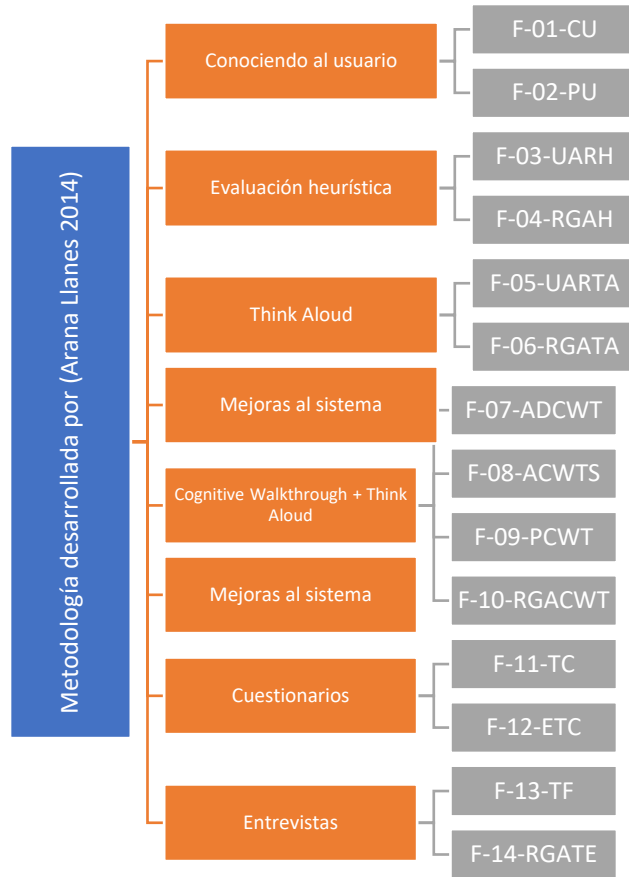 Metodología desarrollada por (Arana Llanes 2014)
Conociendo al usuario
F-01-CU
F-02-PU
Evaluación heurística
F-03-UARH
F-04-RGAH
Think Aloud
F-05-UARTA
F-06-RGATA
Mejoras al sistema
F-07-ADCWT
Cognitive Walkthrough + Think
Aloud
F-08-ACWTS
F-09-PCWT
F-10-RGACWT
Mejoras al sistema
Cuestionarios
F-11-TC
F-12-ETC
Entrevistas
F-13-TF
F-14-RGATE